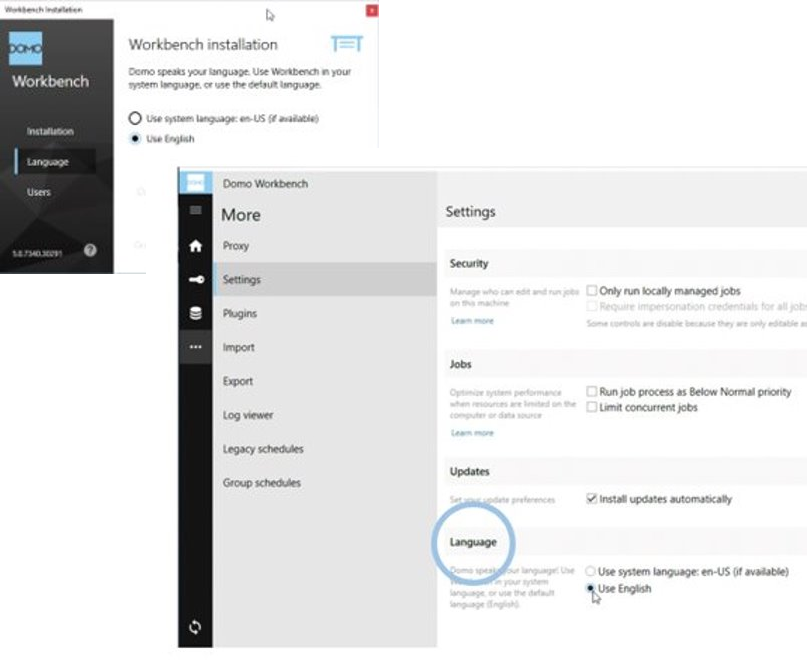 Workbench Installation
DOMO
Workbench
Installation
Language
Users
5.0.7340.30291
?
Workbench installation
Domo speaks your language. Use Workbench in your
system language, or use the default language.
Use system language: en-US (if available)
Use English
DOMO
Domo Workbench
More
Proxy
Settings
Plugins
Import
Export
Log viewer
Legacy schedules
Group schedules
Settings
Security
Manage who can edit and run jobs
on this machine
Learn more
Only run locally managed jobs
Require impersonation credentials for all jobs
Some controls are disable because they are only editable
Jobs
Optimize system performance
when resources are limited on the
computer or data source
Learn more
Run job process as Below Normal priority
Limit concurrent jobs
Updates
Set your update preferences
Install updates automatically
Language
Domo speaks your language! Use
Workbench in your system
language, or use the default
language (English).
Use system language: en-US (if available)
Use English